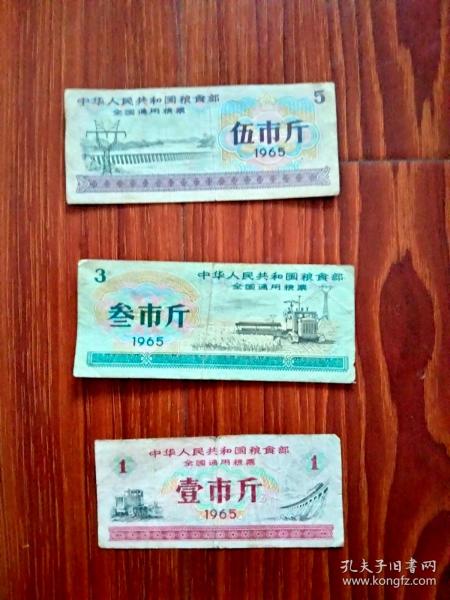 中华人民共和国粮食部
5
全国通用粮票
伍市斤
1965
3
中华人民共和国粮食部
全国通用粮票
叁市斤
1965
中华人民共和国粮食部
全国通用粮票
1
1
壹市斤
1965
孔夫子旧书网
www.kongfz.com